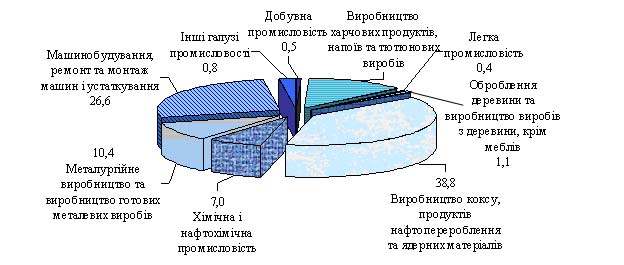 Добувна
промисловість
0,5
Виробництво
харчових продуктів,
напоїв та тютюнових
виробів
Легка
промисловість
0,4
Оброблення
деревини та
виробництво виробів
з деревини, крім
меблів
1,1
38,8
Виробництво коксу,
продуктів
нафтоперероблення
та ядерних матеріалів
7,0
Хімічна і
нафтохімічна
промисловість
10,4
Металургійне
виробництво та
виробництво готових
металевих виробів
Машинобудування,
ремонт та монтаж
машин і устаткування
26,6
Інші галузі
промисловості
0,8